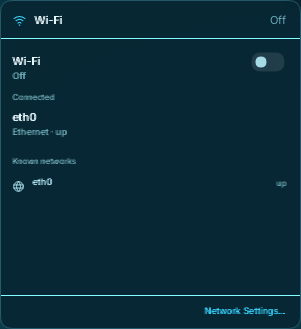 Wi-Fi Off
Wi-Fi
Off
Connected
eth0
Ethernet · up
Known networks
eth0 up
Network Settings...